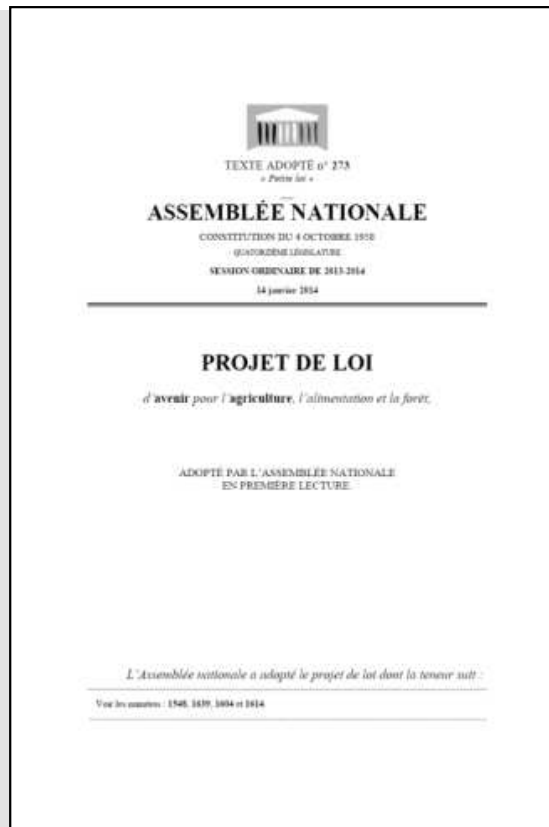 TEXTE ADOPTÉ n° 273
« Petite loi »
ASSEMBLÉE NATIONALE
CONSTITUTION DU 4 OCTOBRE 1958
QUATORZIÈME LÉGISLATURE
SESSION ORDINAIRE DE 2013-2014
14 janvier 2014
PROJET DE LOI
d'avenir pour l'agriculture, l'alimentation et la forêt,
ADOPTÉ PAR L'ASSEMBLÉE NATIONALE
EN PREMIÈRE LECTURE.
L'Assemblée nationale a adopté le projet de loi dont la teneur suit :
Voir les numéros : 1548, 1639, 1604 et 1614.